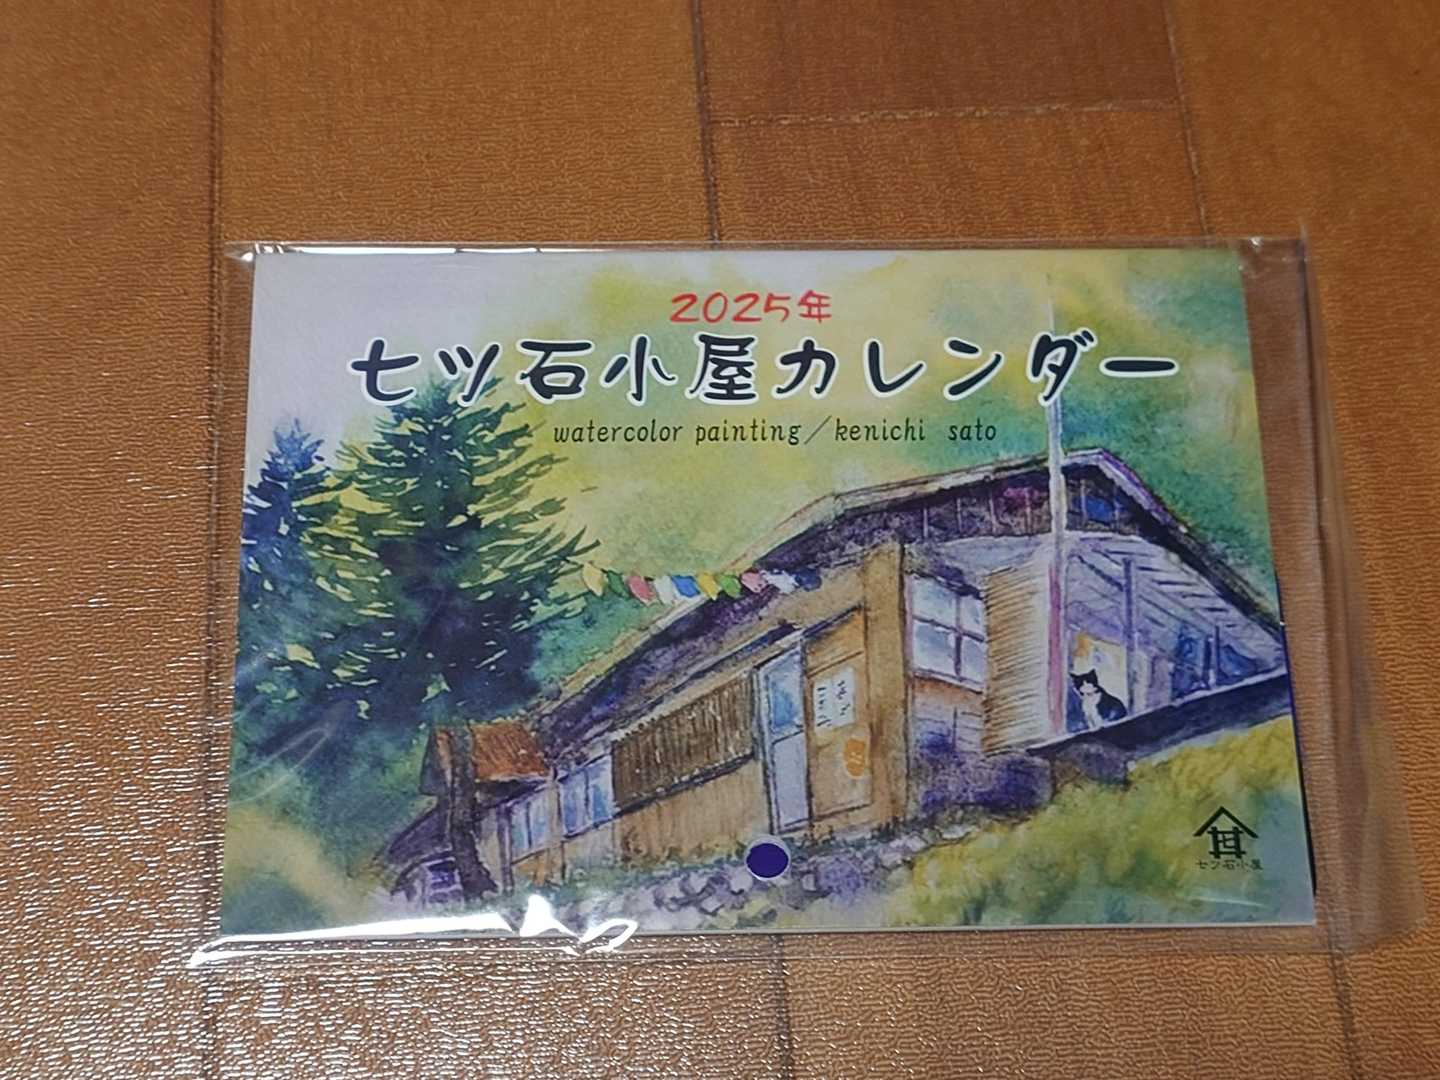 2025年
七ツ石小屋カレンダー
watercolor painting／kenichi sato
七ツ石小屋